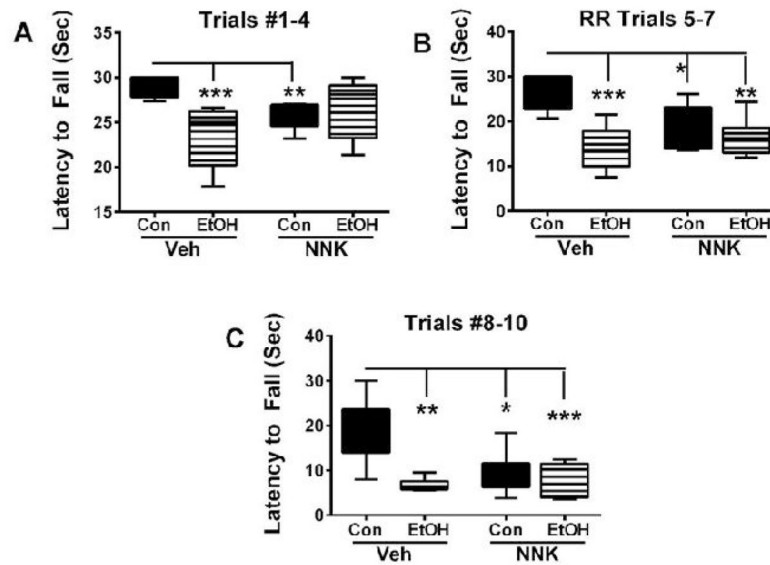 A
Trials #1-4
Latency to Fall (Sec)
30
25
20
15
***
**
Con
EtOH
Con
EtOH
Veh
NNK
B
RR Trials 5-7
Latency to Fall (Sec)
40
30
20
10
0
***
*
**
Con
EtOH
Con
EtOH
Veh
NNK
C
Trials #8-10
Latency to Fall (Sec)
40
30
20
10
0
**
*
***
Con
EtOH
Con
EtOH
Veh
NNK